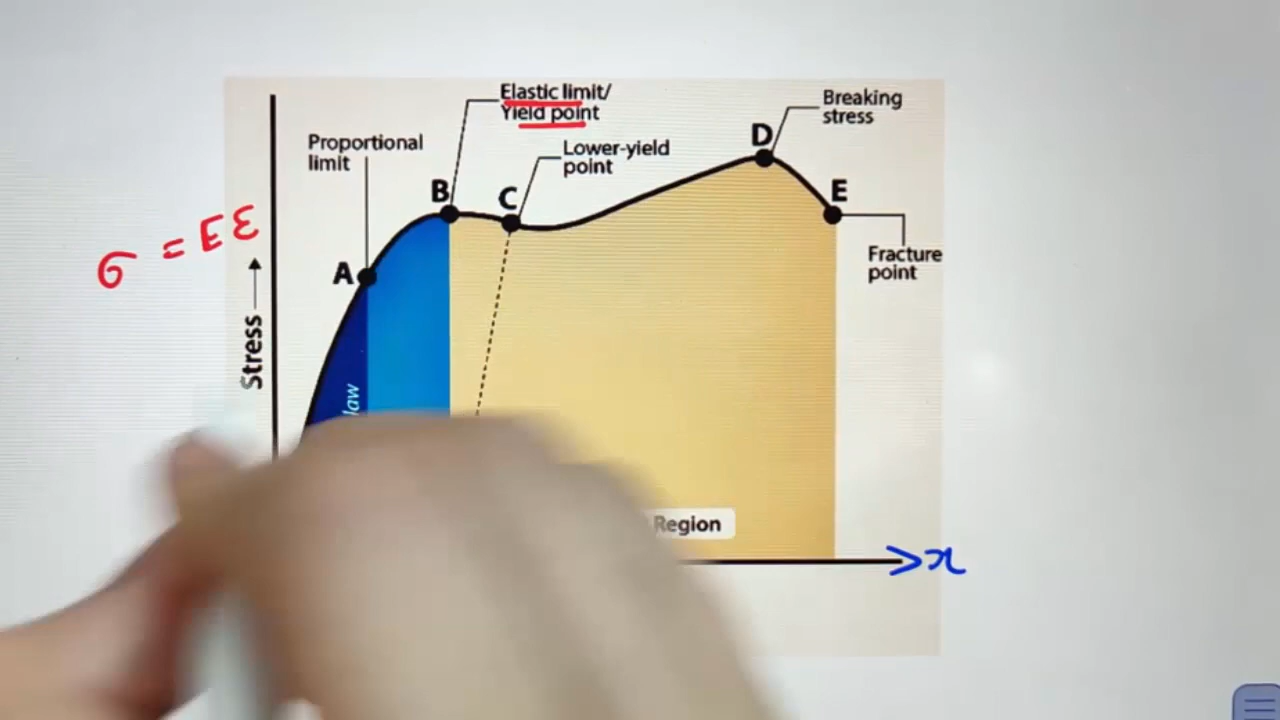 Elastic limit/
Yield point
Breaking
stress
Proportional
limit
Lower-yield
point
D
B
C
E
σ = Eε
A
Fracture
point
Stress
law
Region
x